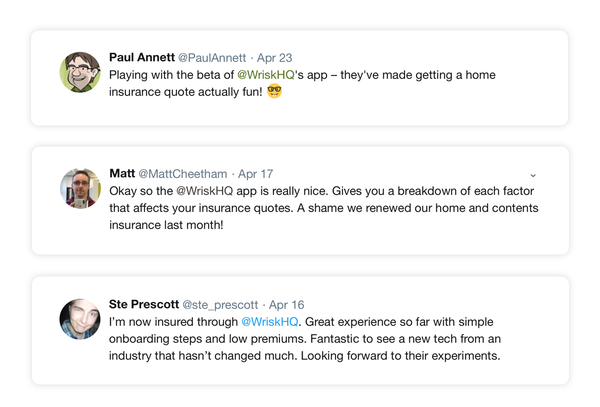 Paul Annett @PaulAnnett · Apr 23
Playing with the beta of @WriskHQ's app – they've made getting a home
insurance quote actually fun! 🤓
Matt @MattCheetham · Apr 17
Okay so the @WriskHQ app is really nice. Gives you a breakdown of each factor
that affects your insurance quotes. A shame we renewed our home and contents
insurance last month!
Ste Prescott @ste_prescott · Apr 16
I'm now insured through @WriskHQ. Great experience so far with simple
onboarding steps and low premiums. Fantastic to see a new tech from an
industry that hasn't changed much. Looking forward to their experiments.